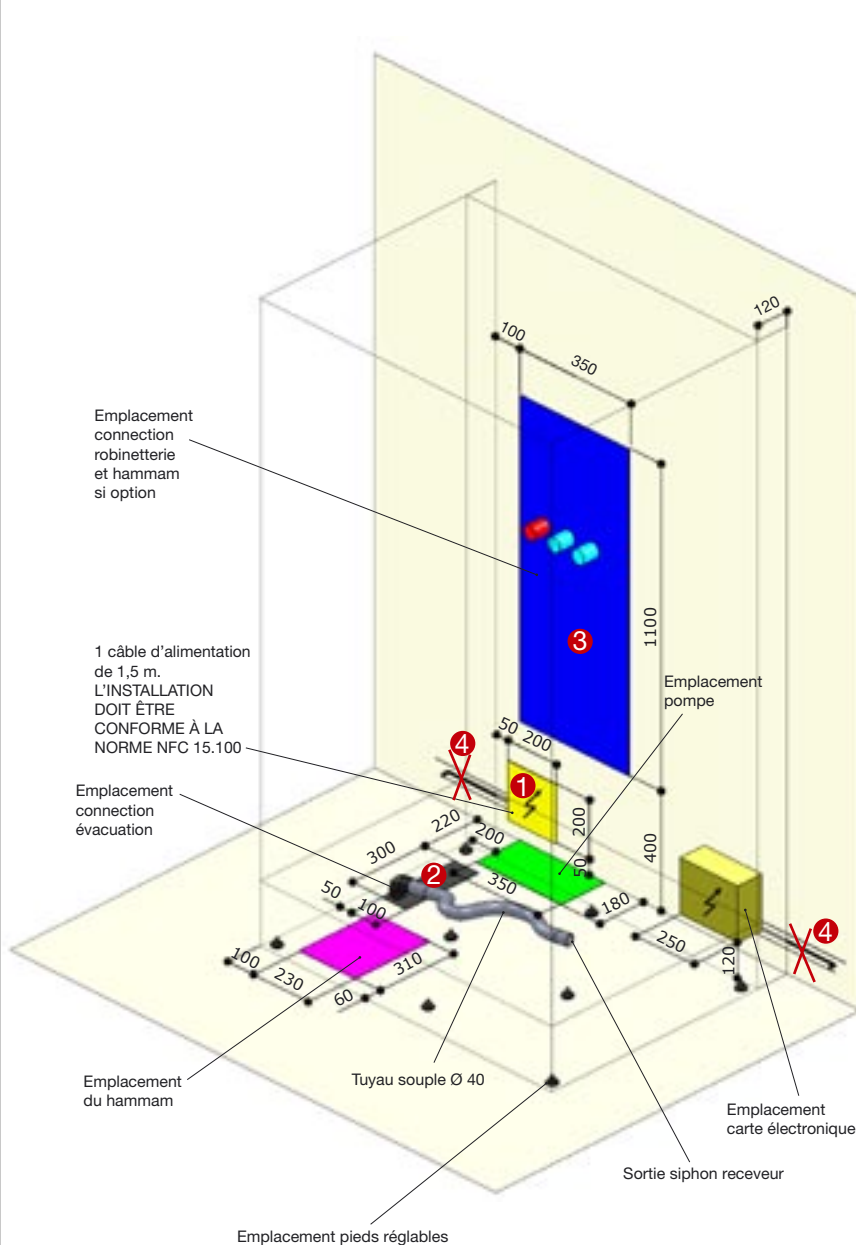 120
100
350
Emplacement
connection
robinetterie
et hammam
si option
1100
3
1 câble d'alimentation
de 1,5 m.
L'INSTALLATION
DOIT ÊTRE
CONFORME À LA
NORME NFC 15.100
Emplacement
pompe
50
200
4
1
200
50
400
Emplacement
connection
évacuation
220
200
300
2
350
180
50
100
250
4
120
100
230
310
60
Emplacement
du hammam
Tuyau souple Ø 40
Emplacement
carte électronique
Sortie siphon receveur
Emplacement pieds réglables